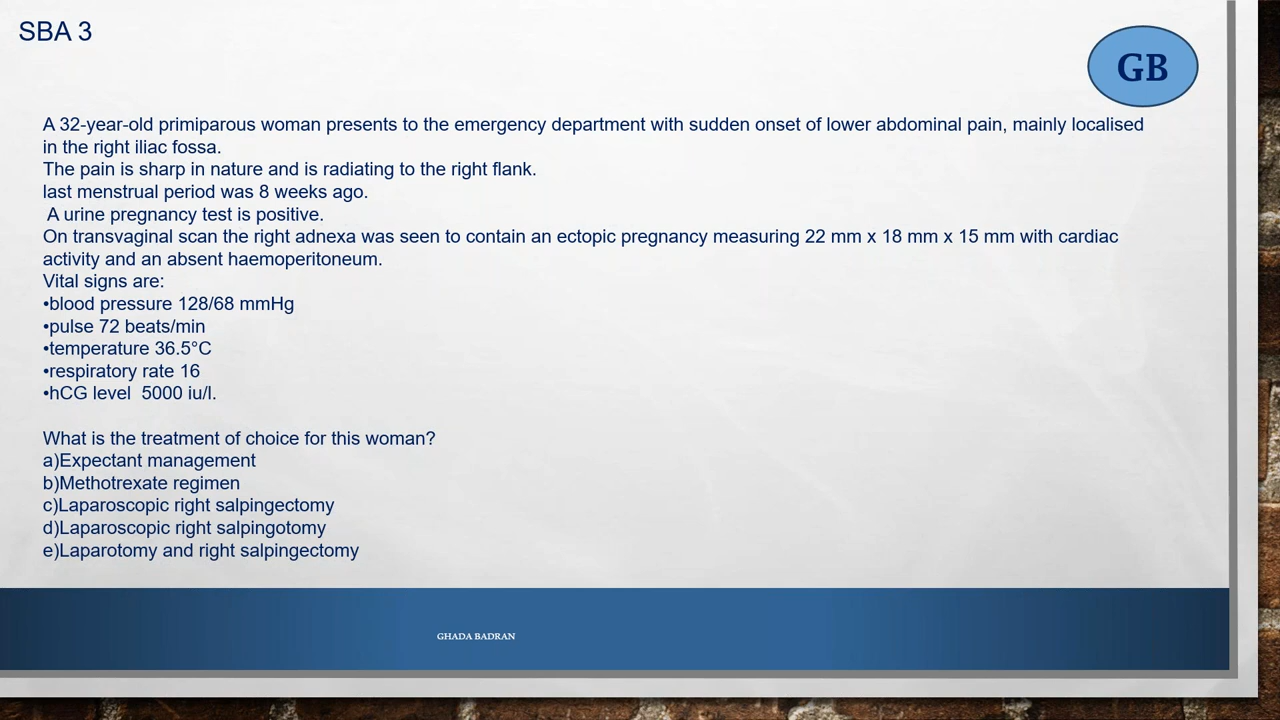 SBA 3
GB
A 32-year-old primiparous woman presents to the emergency department with sudden onset of lower abdominal pain, mainly localised
in the right iliac fossa.
The pain is sharp in nature and is radiating to the right flank.
last menstrual period was 8 weeks ago.
A urine pregnancy test is positive.
On transvaginal scan the right adnexa was seen to contain an ectopic pregnancy measuring 22 mm x 18 mm x 15 mm with cardiac
activity and an absent haemoperitoneum.
Vital signs are:
•blood pressure 128/68 mmHg
•pulse 72 beats/min
•temperature 36.5°C
•respiratory rate 16
•hCG level  5000 iu/l.
What is the treatment of choice for this woman?
a)Expectant management
b)Methotrexate regimen
c)Laparoscopic right salpingectomy
d)Laparoscopic right salpingotomy
e)Laparotomy and right salpingectomy
GHADA BADRAN